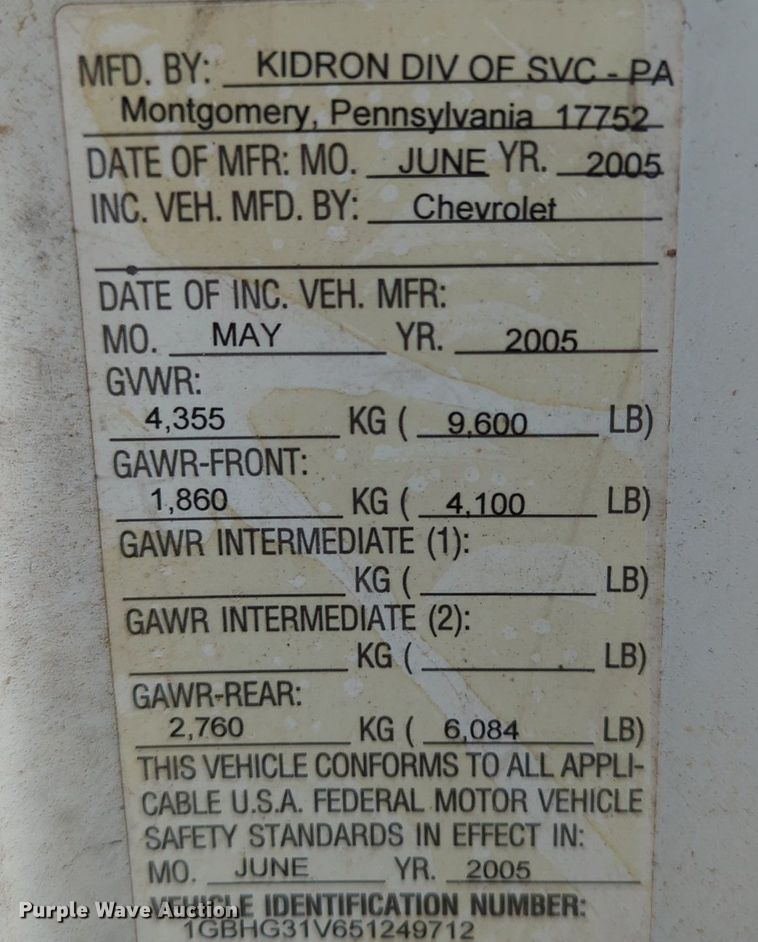 MFD. BY: KIDRON DIV OF SVC - PA
Montgomery, Pennsylvania 17752
DATE OF MFR: MO. JUNE YR. 2005
INC. VEH. MFD. BY: Chevrolet
DATE OF INC. VEH. MFR:
MO. MAY YR. 2005
GVWR:
4,355 KG ( 9,600 LB)
GAWR-FRONT:
1,860 KG ( 4,100 LB)
GAWR INTERMEDIATE (1):
KG ( LB)
GAWR INTERMEDIATE (2):
KG ( LB)
GAWR-REAR:
2,760 KG ( 6,084 LB)
THIS VEHICLE CONFORMS TO ALL APPLI-
CABLE U.S.A. FEDERAL MOTOR VEHICLE
SAFETY STANDARDS IN EFFECT IN:
MO. JUNE YR. 2005
VEHICLE IDENTIFICATION NUMBER:
1GBHG31V651249712
Purple Wave Auction